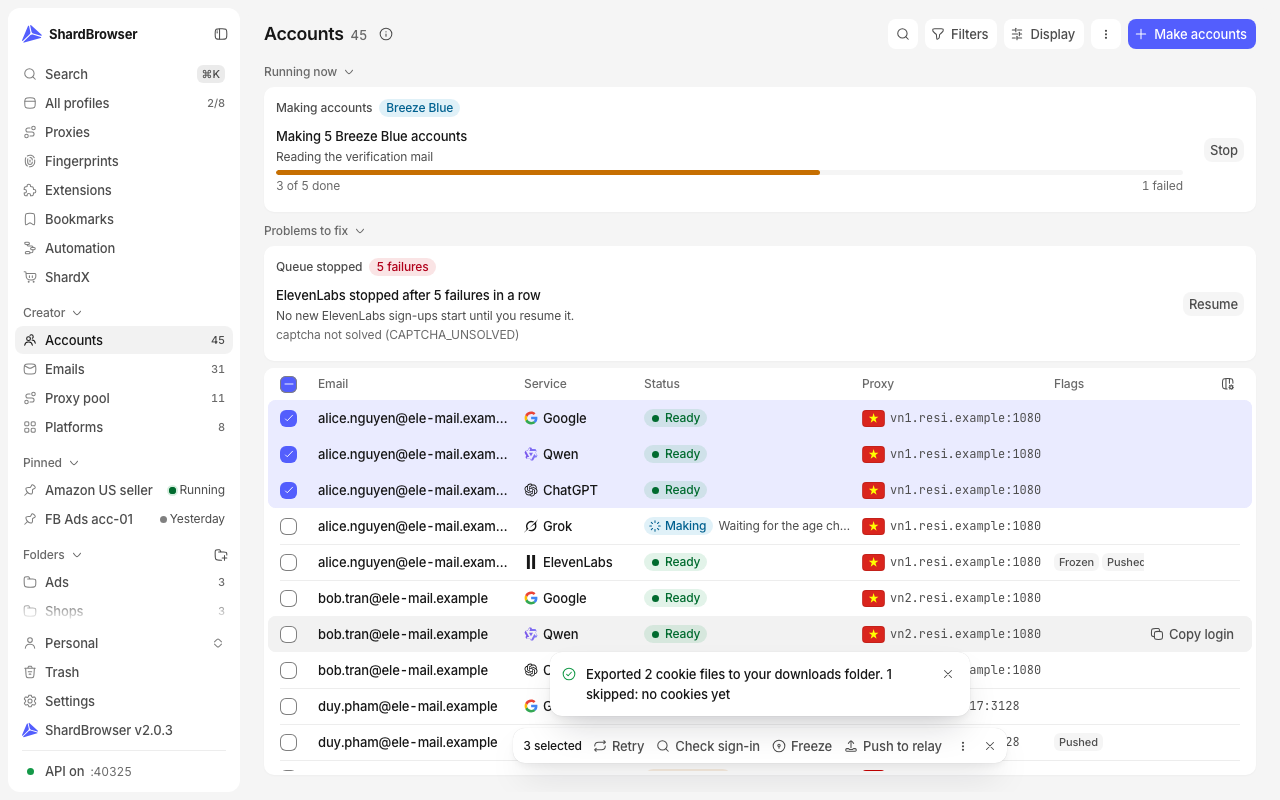 ShardBrowser
Search ⌘K
All profiles 2/8
Proxies
Fingerprints
Extensions
Bookmarks
Automation
ShardX
Creator
Accounts 45
Emails 31
Proxy pool 11
Platforms 8
Pinned
Amazon US seller Running
FB Ads acc-01 Yesterday
Folders
Ads 3
Shops 3
Personal
Trash
Settings
ShardBrowser v2.0.3
API on :40325
Accounts 45
Filters
Display
Make accounts
Running now
Making accounts Breeze Blue
Making 5 Breeze Blue accounts
Reading the verification mail
3 of 5 done 1 failed
Stop
Problems to fix
Queue stopped 5 failures
ElevenLabs stopped after 5 failures in a row
No new ElevenLabs sign-ups start until you resume it.
captcha not solved (CAPTCHA_UNSOLVED)
Resume
Email Service Status Proxy Flags
alice.nguyen@ele-mail.exam... Google Ready vn1.resi.example:1080
alice.nguyen@ele-mail.exam... Qwen Ready vn1.resi.example:1080
alice.nguyen@ele-mail.exam... ChatGPT Ready vn1.resi.example:1080
alice.nguyen@ele-mail.exam... Grok Making Waiting for the age ch... vn1.resi.example:1080
alice.nguyen@ele-mail.exam... ElevenLabs Ready vn1.resi.example:1080 Frozen Pushed
bob.tran@ele-mail.example Google Ready vn2.resi.example:1080
bob.tran@ele-mail.example Qwen Ready vn2.resi.example:1080 Copy login
bob.tran@ele-mail.example
duy.pham@ele-mail.example
duy.pham@ele-mail.example Pushed
Exported 2 cookie files to your downloads folder. 1
skipped: no cookies yet
3 selected Retry Check sign-in Freeze Push to relay